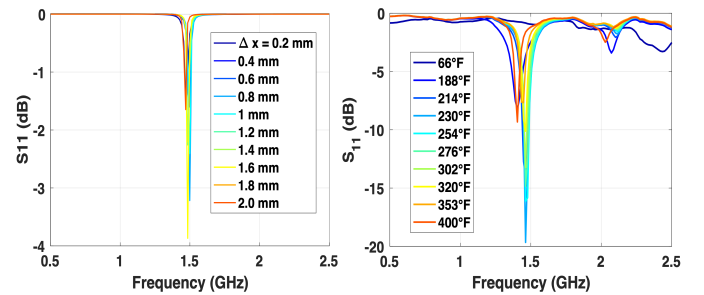 0
-1
-2
-3
-4
S11 (dB)
0.5
1
1.5
2
2.5
Frequency (GHz)
Δ x = 0.2 mm
0.4 mm
0.6 mm
0.8 mm
1 mm
1.2 mm
1.4 mm
1.6 mm
1.8 mm
2.0 mm
0
-5
-10
-15
-20
S11 (dB)
0.5
1
1.5
2
2.5
Frequency (GHz)
66°F
188°F
214°F
230°F
254°F
276°F
302°F
320°F
353°F
400°F